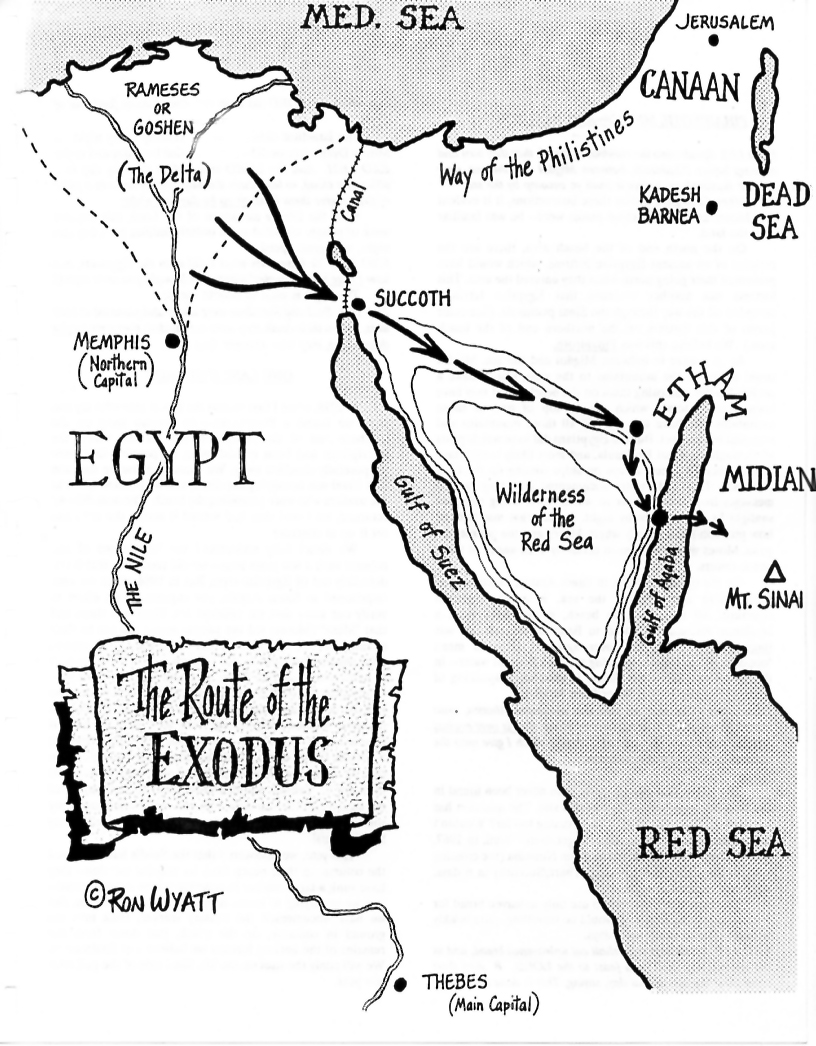 MED. SEA
JERUSALEM
CANAAN
RAMESES
OR
GOSHEN
(The Delta)
Way of the Philistines
Canal
KADESH
BARNEA
DEAD
SEA
SUCCOTH
MEMPHIS
(Northern
Capital)
ETHAM
EGYPT
MIDIAN
Wilderness
of the
Red Sea
Gulf of Suez
THE NILE
Gulf of Aqaba
MT. SINAI
The Route of the
EXODUS
RED SEA
© RON WYATT
THEBES
(Main Capital)